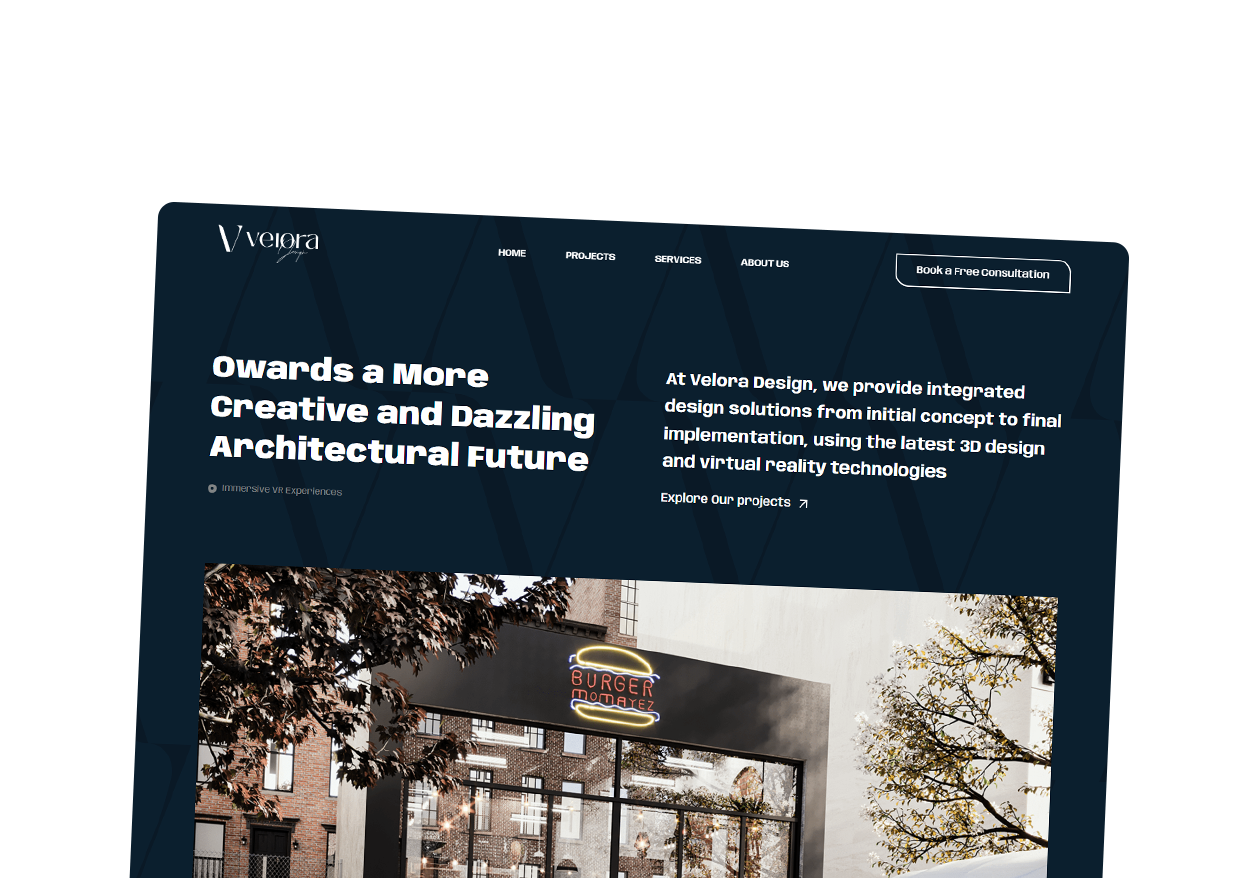 Velora
Design
HOME PROJECTS SERVICES ABOUT US
Book a Free Consultation
Owards a More
Creative and Dazzling
Architectural Future
Immersive VR Experiences
At Velora Design, we provide integrated
design solutions from initial concept to final
implementation, using the latest 3D design
and virtual reality technologies
Explore Our projects
BURGER
MOMAYEZ